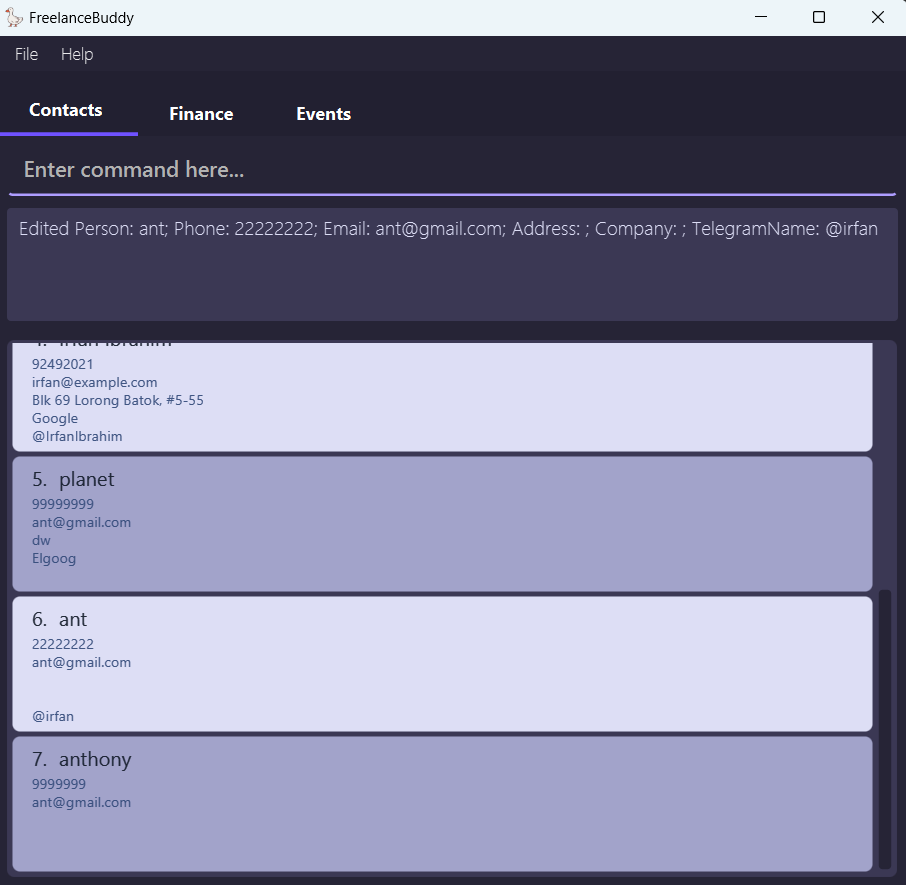 FreelanceBuddy
File Help
Contacts Finance Events
Enter command here...
Edited Person: ant; Phone: 22222222; Email: ant@gmail.com; Address: ; Company: ; TelegramName: @irfan
92492021
irfan@example.com
Blk 69 Lorong Batok, #5-55
Google
@IrfanIbrahim
5. planet
99999999
ant@gmail.com
dw
Elgoog
6. ant
22222222
ant@gmail.com
@irfan
7. anthony
9999999
ant@gmail.com